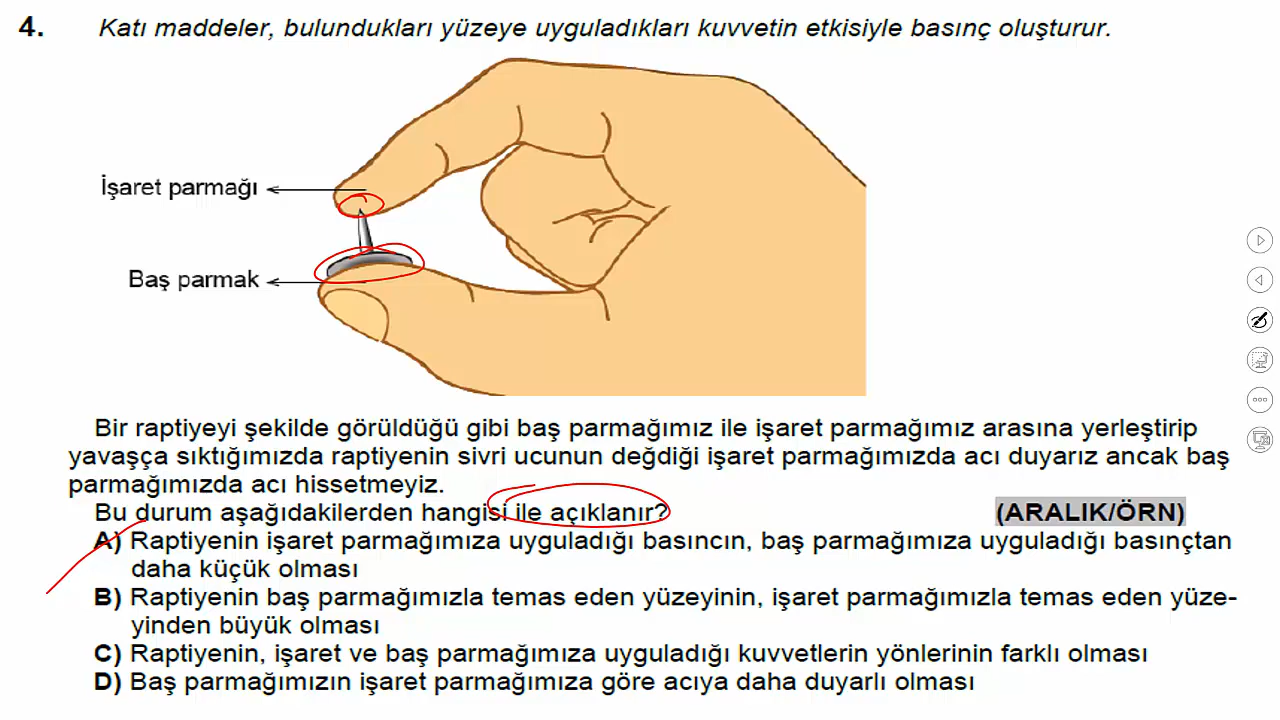 4. Katı maddeler, bulundukları yüzeye uyguladıkları kuvvetin etkisiyle basınç oluşturur.
İşaret parmağı
Baş parmak
Bir raptiyeyi şekilde görüldüğü gibi baş parmağımız ile işaret parmağımız arasına yerleştirip
yavaşça sıktığımızda raptiyenin sivri ucunun değdiği işaret parmağımızda acı duyarız ancak baş
parmağımızda acı hissetmeyiz.
Bu durum aşağıdakilerden hangisi ile açıklanır? (ARALIK/ÖRN)
A) Raptiyenin işaret parmağımıza uyguladığı basıncın, baş parmağımıza uyguladığı basınçtan
daha küçük olması
B) Raptiyenin baş parmağımızla temas eden yüzeyinin, işaret parmağımızla temas eden yüze-
yinden büyük olması
C) Raptiyenin, işaret ve baş parmağımıza uyguladığı kuvvetlerin yönlerinin farklı olması
D) Baş parmağımızın işaret parmağımıza göre acıya daha duyarlı olması